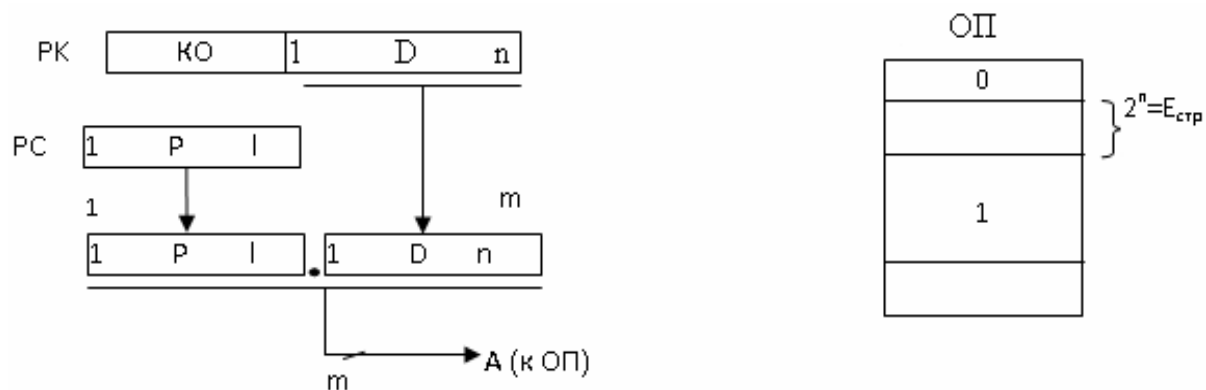 РК КО 1 D n
РС 1 P l
1 m
1 P l . 1 D n
m
А (к ОП)
ОП
0
2ⁿ=Eстр
1